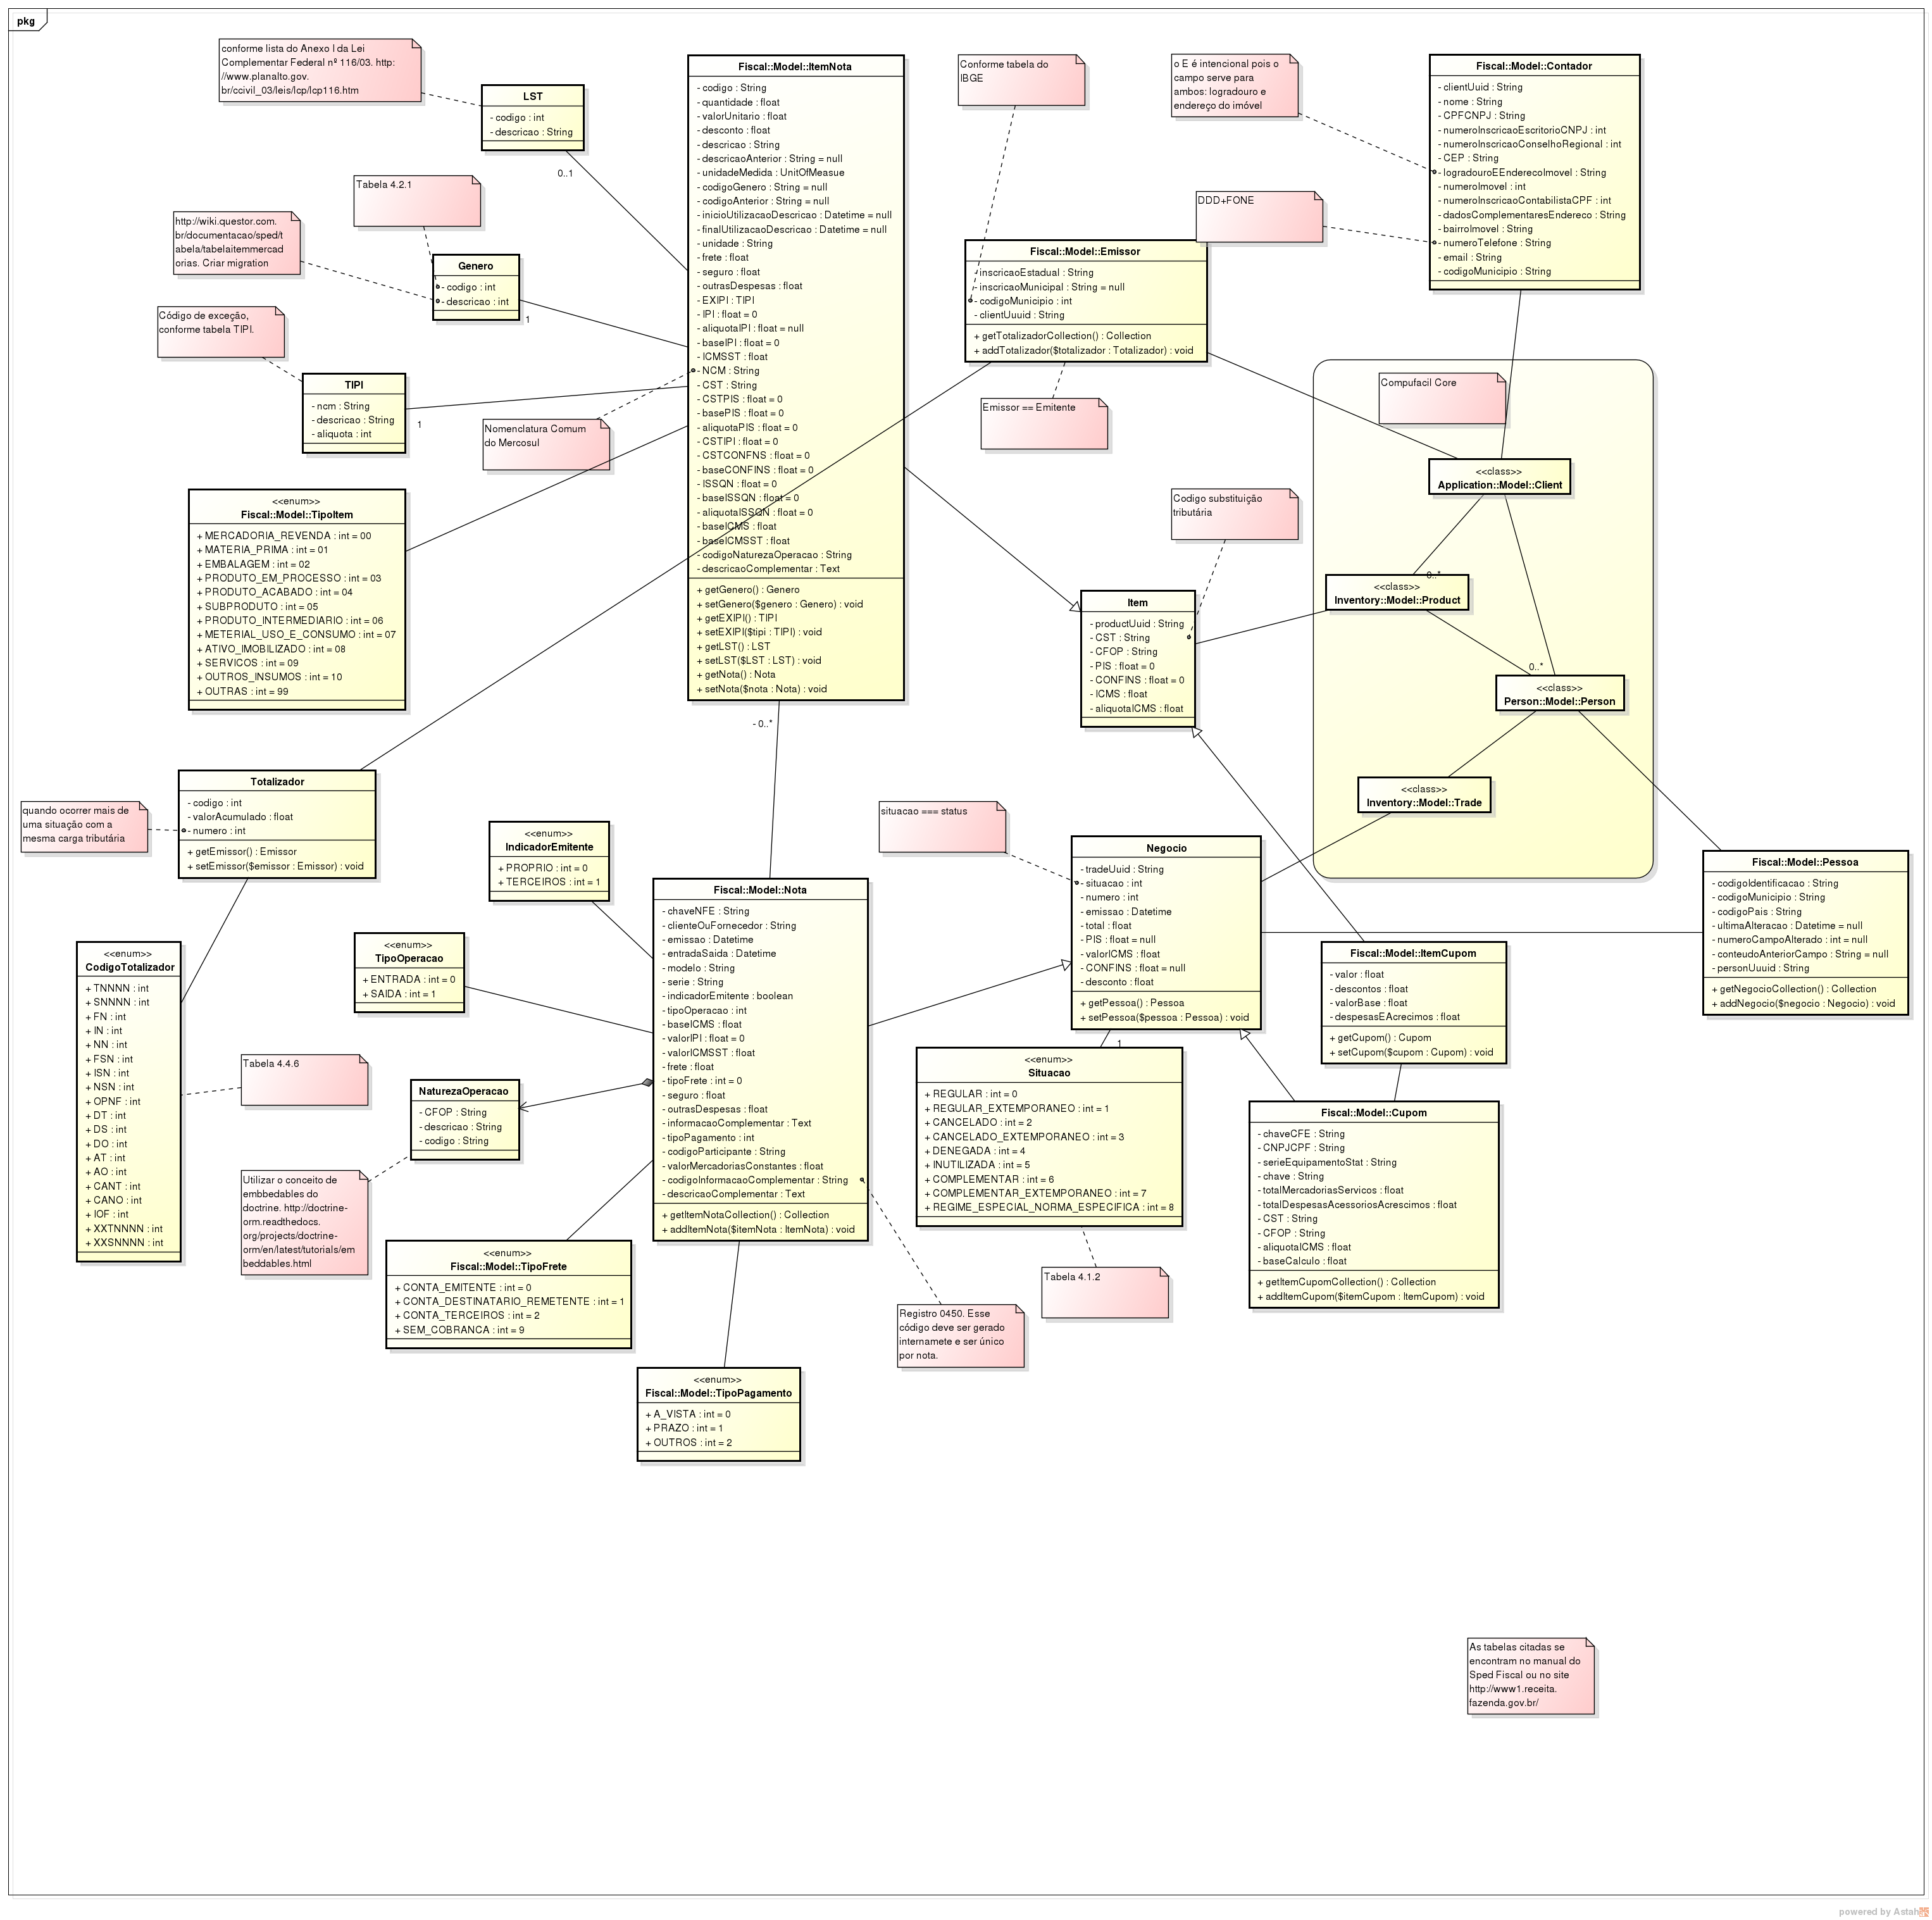 pkg
conforme lista do Anexo I da Lei
Complementar Federal nº 116/03. http:
//www.planalto.gov.
br/ccivil_03/leis/lcp/lcp116.htm
LST
- codigo : int
- descricao : String
0..1
Tabela 4.2.1
http://wiki.questor.com.
br/documentacao/sped/t
abela/tabelaitemmercad
orias. Criar migration
Genero
- codigo : int
- descricao : int
1
Código de exceção,
conforme tabela TIPI.
TIPI
- ncm : String
- descricao : String
- aliquota : int
1
Nomenclatura Comum
do Mercosul
<<enum>>
Fiscal::Model::TipoItem
+ MERCADORIA_REVENDA : int = 00
+ MATERIA_PRIMA : int = 01
+ EMBALAGEM : int = 02
+ PRODUTO_EM_PROCESSO : int = 03
+ PRODUTO_ACABADO : int = 04
+ SUBPRODUTO : int = 05
+ PRODUTO_INTERMEDIARIO : int = 06
+ METERIAL_USO_E_CONSUMO : int = 07
+ ATIVO_IMOBILIZADO : int = 08
+ SERVICOS : int = 09
+ OUTROS_INSUMOS : int = 10
+ OUTRAS : int = 99
Fiscal::Model::ItemNota
- codigo : String
- quantidade : float
- valorUnitario : float
- desconto : float
- descricao : String
- descricaoAnterior : String = null
- unidadeMedida : UnitOfMeasue
- codigoGenero : String = null
- codigoAnterior : String = null
- inicioUtilizacaoDescricao : Datetime = null
- finalUtilizacaoDescricao : Datetime = null
- unidade : String
- frete : float
- seguro : float
- outrasDespesas : float
- EXIPI : TIPI
- IPI : float = 0
- aliquotaIPI : float = null
- baseIPI : float = 0
- ICMSST : float
- NCM : String
- CST : String
- CSTPIS : float = 0
- basePIS : float = 0
- aliquotaPIS : float = 0
- CSTIPI : float = 0
- CSTCONFNS : float = 0
- baseCONFINS : float = 0
- ISSQN : float = 0
- baseISSQN : float = 0
- aliquotaISSQN : float = 0
- baseICMS : float
- baseICMSST : float
- codigoNaturezaOperacao : String
- descricaoComplementar : Text
+ getGenero() : Genero
+ setGenero($genero : Genero) : void
+ getEXIPI() : TIPI
+ setEXIPI($tipi : TIPI) : void
+ getLST() : LST
+ setLST($LST : LST) : void
+ getNota() : Nota
+ setNota($nota : Nota) : void
- 0..*
Conforme tabela do
IBGE
Fiscal::Model::Emissor
- inscricaoEstadual : String
- inscricaoMunicipal : String = null
- codigoMunicipio : int
- clientUuuid : String
+ getTotalizadorCollection() : Collection
+ addTotalizador($totalizador : Totalizador) : void
Emissor == Emitente
o E é intencional pois o
campo serve para
ambos: logradouro e
endereço do imóvel
DDD+FONE
Fiscal::Model::Contador
- clientUuid : String
- nome : String
- CPFCNPJ : String
- numeroInscricaoEscritorioCNPJ : int
- numeroInscricaoConselhoRegional : int
- CEP : String
- logradouroEEnderecoImovel : String
- numeroImovel : int
- numeroInscricaoContabilistaCPF : int
- dadosComplementaresEndereco : String
- bairroImovel : String
- numeroTelefone : String
- email : String
- codigoMunicipio : String
Compufacil Core
<<class>>
Application::Model::Client
0..*
<<class>>
Inventory::Model::Product
0..*
<<class>>
Person::Model::Person
<<class>>
Inventory::Model::Trade
Codigo substituição
tributária
Item
- productUuid : String
- CST : String
- CFOP : String
- PIS : float = 0
- CONFINS : float = 0
- ICMS : float
- aliquotaICMS : float
Totalizador
- codigo : int
- valorAcumulado : float
- numero : int
+ getEmissor() : Emissor
+ setEmissor($emissor : Emissor) : void
quando ocorrer mais de
uma situação com a
mesma carga tributária
<<enum>>
CodigoTotalizador
+ TNNNN : int
+ SNNNN : int
+ FN : int
+ IN : int
+ NN : int
+ FSN : int
+ ISN : int
+ NSN : int
+ OPNF : int
+ DT : int
+ DS : int
+ DO : int
+ AT : int
+ AO : int
+ CANT : int
+ CANO : int
+ IOF : int
+ XXTNNNN : int
+ XXSNNNN : int
Tabela 4.4.6
<<enum>>
IndicadorEmitente
+ PROPRIO : int = 0
+ TERCEIROS : int = 1
<<enum>>
TipoOperacao
+ ENTRADA : int = 0
+ SAIDA : int = 1
NaturezaOperacao
- CFOP : String
- descricao : String
- codigo : String
Utilizar o conceito de
embbedables do
doctrine. http://doctrine-
orm.readthedocs.
org/projects/doctrine-
orm/en/latest/tutorials/em
beddables.html
<<enum>>
Fiscal::Model::TipoFrete
+ CONTA_EMITENTE : int = 0
+ CONTA_DESTINATARIO_REMETENTE : int = 1
+ CONTA_TERCEIROS : int = 2
+ SEM_COBRANCA : int = 9
Fiscal::Model::Nota
- chaveNFE : String
- clienteOuFornecedor : String
- emissao : Datetime
- entradaSaida : Datetime
- modelo : String
- serie : String
- indicadorEmitente : boolean
- tipoOperacao : int
- baseICMS : float
- valorIPI : float = 0
- valorICMSST : float
- frete : float
- tipoFrete : int = 0
- seguro : float
- outrasDespesas : float
- informacaoComplementar : Text
- tipoPagamento : int
- codigoParticipante : String
- valorMercadoriasConstantes : float
- codigoInformacaoComplementar : String
- descricaoComplementar : Text
+ getItemNotaCollection() : Collection
+ addItemNota($itemNota : ItemNota) : void
<<enum>>
Fiscal::Model::TipoPagamento
+ A_VISTA : int = 0
+ PRAZO : int = 1
+ OUTROS : int = 2
situacao === status
Negocio
- tradeUuid : String
- situacao : int
- numero : int
- emissao : Datetime
- total : float
- PIS : float = null
- valorICMS : float
- CONFINS : float = null
- desconto : float
+ getPessoa() : Pessoa
+ setPessoa($pessoa : Pessoa) : void
1
<<enum>>
Situacao
+ REGULAR : int = 0
+ REGULAR_EXTEMPORANEO : int = 1
+ CANCELADO : int = 2
+ CANCELADO_EXTEMPORANEO : int = 3
+ DENEGADA : int = 4
+ INUTILIZADA : int = 5
+ COMPLEMENTAR : int = 6
+ COMPLEMENTAR_EXTEMPORANEO : int = 7
+ REGIME_ESPECIAL_NORMA_ESPECIFICA : int = 8
Tabela 4.1.2
Registro 0450. Esse
código deve ser gerado
internamete e ser único
por nota.
Fiscal::Model::Pessoa
- codigoIdentificacao : String
- codigoMunicipio : String
- codigoPais : String
- ultimaAlteracao : Datetime = null
- numeroCampoAlterado : int = null
- conteudoAnteriorCampo : String = null
- personUuuid : String
+ getNegocioCollection() : Collection
+ addNegocio($negocio : Negocio) : void
Fiscal::Model::ItemCupom
- valor : float
- descontos : float
- valorBase : float
- despesasEAcrecimos : float
+ getCupom() : Cupom
+ setCupom($cupom : Cupom) : void
Fiscal::Model::Cupom
- chaveCFE : String
- CNPJCPF : String
- serieEquipamentoStat : String
- chave : String
- totalMercadoriasServicos : float
- totalDespesasAcessoriosAcrescimos : float
- CST : String
- CFOP : String
- aliquotaICMS : float
- baseCalculo : float
+ getItemCupomCollection() : Collection
+ addItemCupom($itemCupom : ItemCupom) : void
As tabelas citadas se
encontram no manual do
Sped Fiscal ou no site
http://www1.receita.
fazenda.gov.br/
powered by Astah